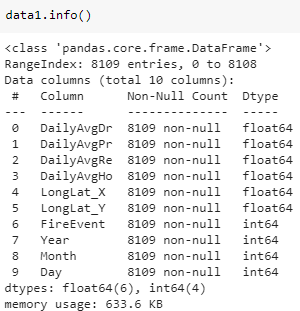 data1.info()
<class 'pandas.core.frame.DataFrame'>
RangeIndex: 8109 entries, 0 to 8108
Data columns (total 10 columns):
 #   Column      Non-Null Count  Dtype
---  ------      --------------  -----
 0   DailyAvgDr  8109 non-null   float64
 1   DailyAvgPr  8109 non-null   float64
 2   DailyAvgRe  8109 non-null   float64
 3   DailyAvgHo  8109 non-null   float64
 4   LongLat_X   8109 non-null   float64
 5   LongLat_Y   8109 non-null   float64
 6   FireEvent   8109 non-null   int64
 7   Year        8109 non-null   int64
 8   Month       8109 non-null   int64
 9   Day         8109 non-null   int64
dtypes: float64(6), int64(4)
memory usage: 633.6 KB